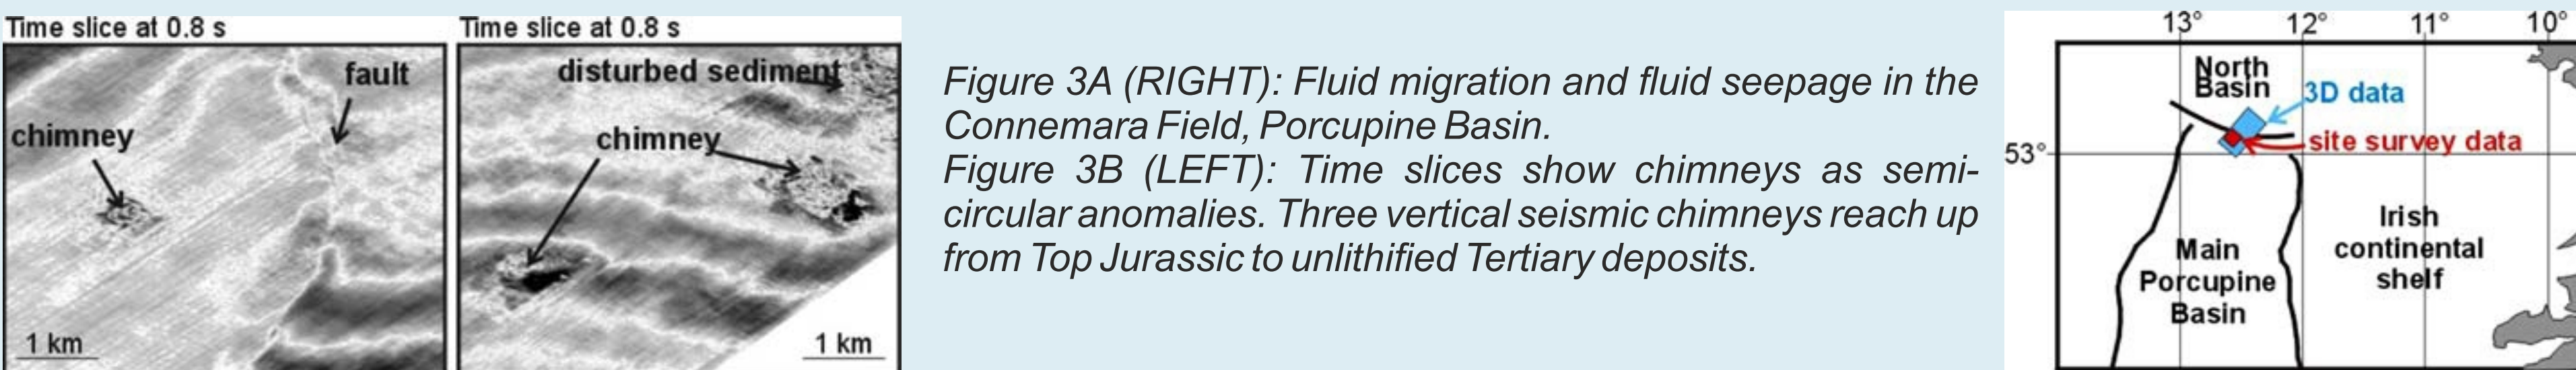 Time slice at 0.8 s
fault
chimney
1 km
Time slice at 0.8 s
disturbed sediment
chimney
1 km
Figure 3A (RIGHT): Fluid migration and fluid seepage in the
Connemara Field, Porcupine Basin.
Figure 3B (LEFT): Time slices show chimneys as semi-
circular anomalies. Three vertical seismic chimneys reach up
from Top Jurassic to unlithified Tertiary deposits.
13° 12° 11° 10°
North
Basin
3D data
site survey data
53°
Irish
continental
shelf
Main
Porcupine
Basin